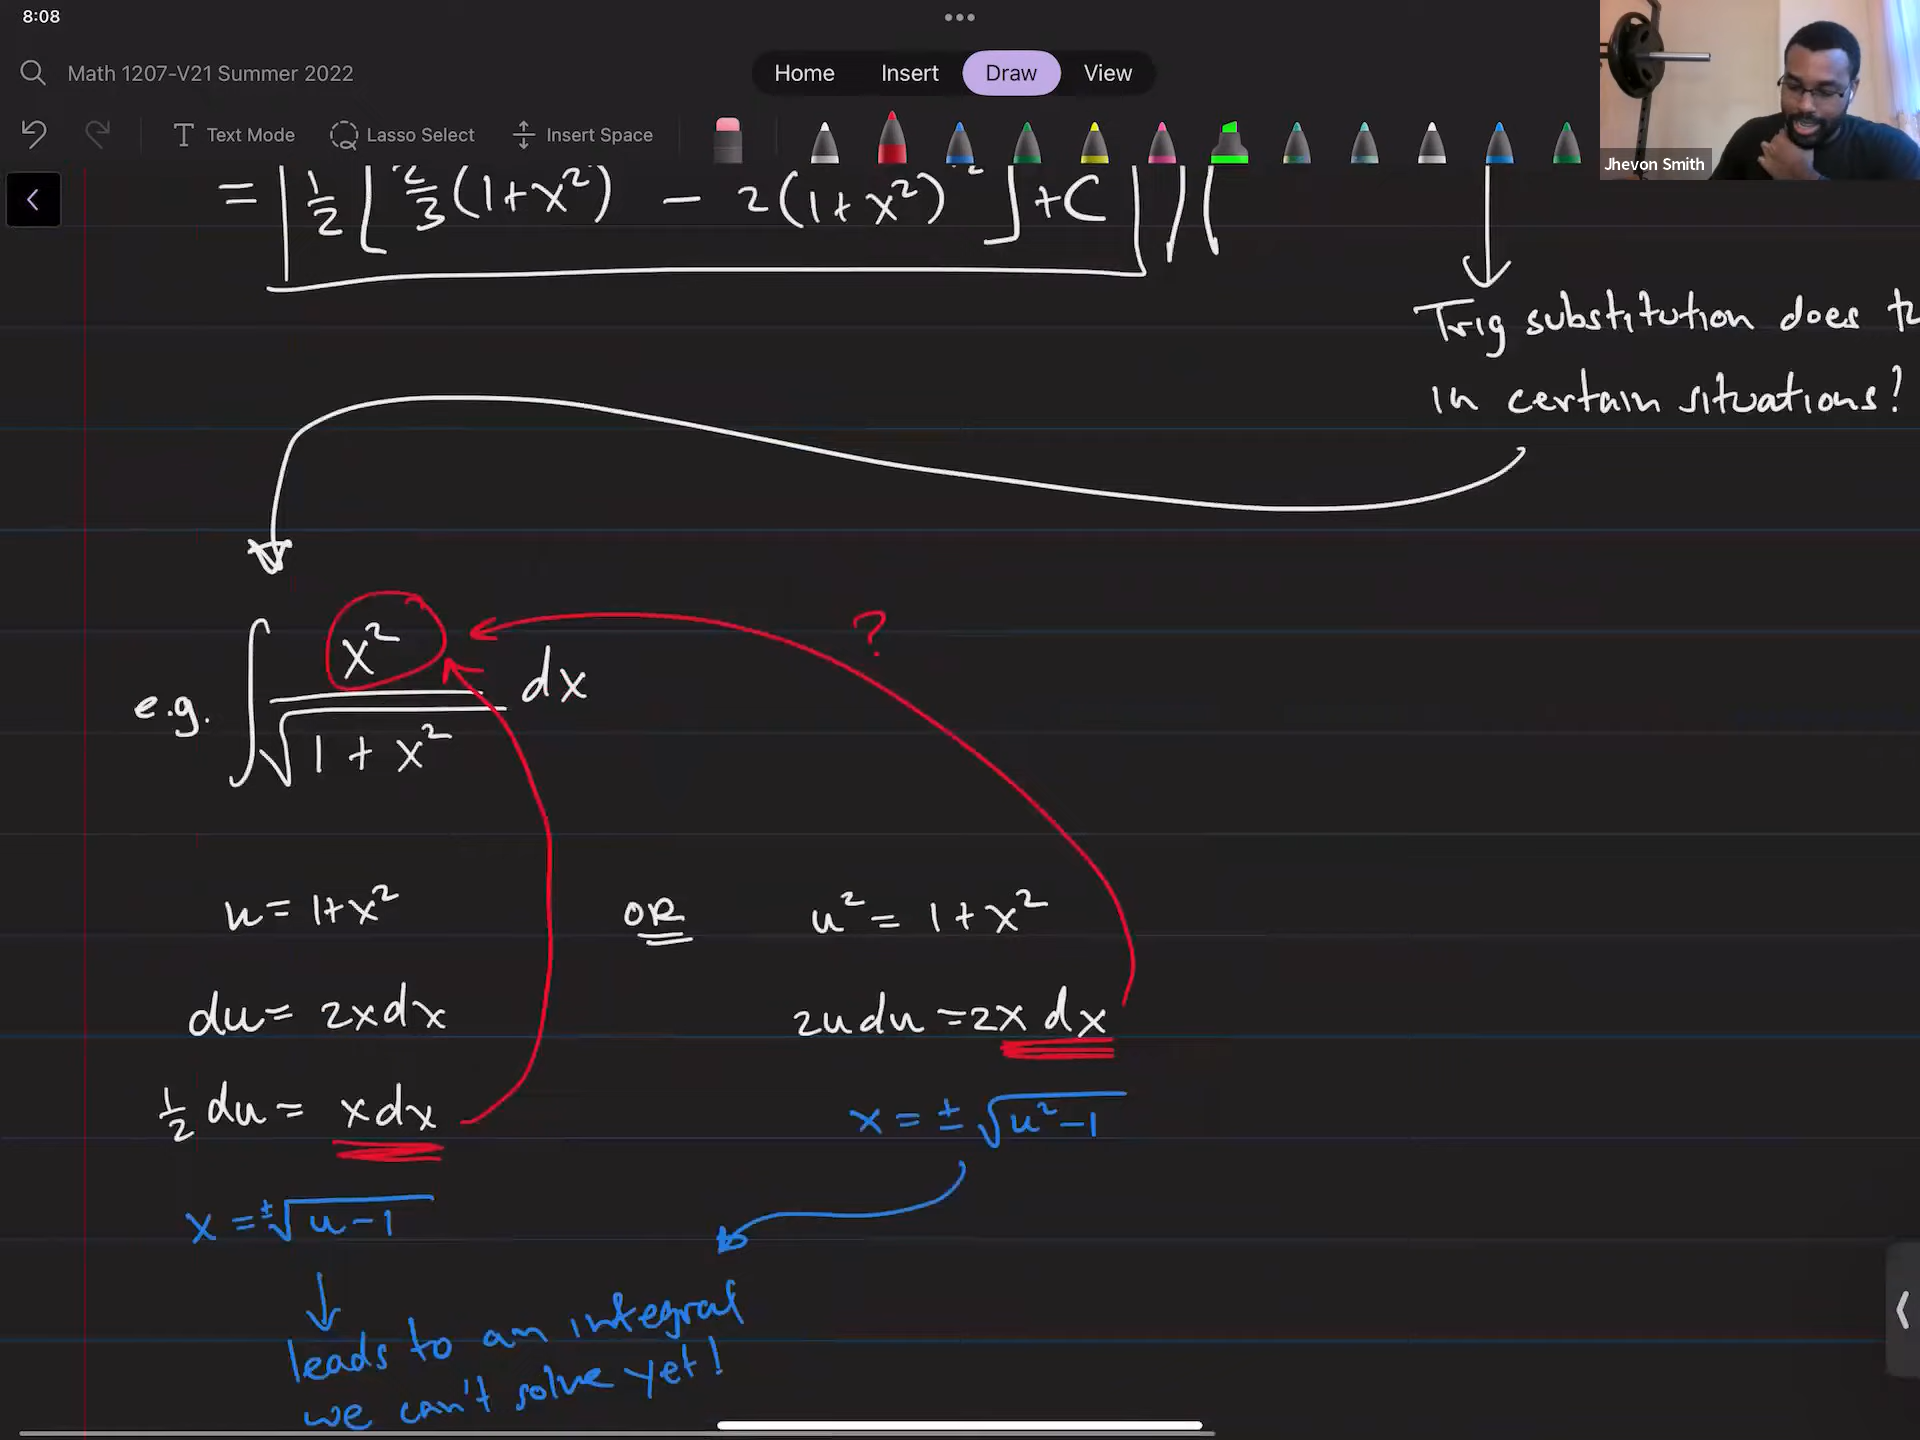 8:08
Math 1207-V21 Summer 2022
Home Insert Draw View
Text Mode Lasso Select Insert Space
Jhevon Smith
= 1/2 [ 2/3 (1+x²) − 2(1+x²) ] + C
Trig substitution does
in certain situations?
?
e.g. ∫ x² / √(1 + x²) dx
u = 1+x² OR u² = 1 + x²
du = 2xdx 2u du = 2x dx
1/2 du = xdx x = ± √(u²−1)
x = ±√(u−1)
leads to an integral
we can't solve yet!